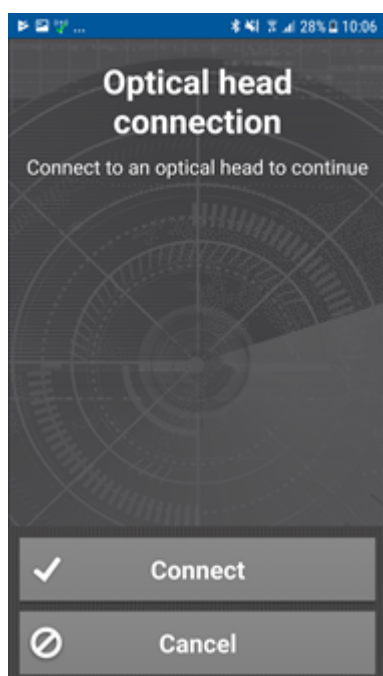 ... 28% 10:06
Optical head
connection
Connect to an optical head to continue
Connect
Cancel